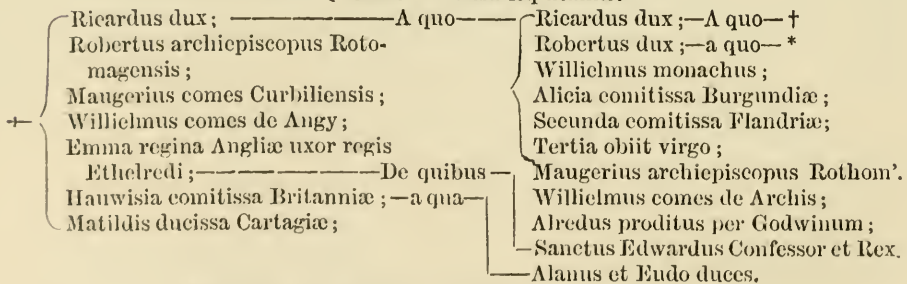 Ricardus dux; — A quo — Ricardus dux;—A quo—†
Robertus archiepiscopus Roto- Robertus dux;—a quo—*
magensis; Willielmus monachus;
Maugerius comes Curbiliensis; Alicia comitissa Burgundiæ;
† Willielmus comes de Angy; Secunda comitissa Flandriæ;
Emma regina Angliæ uxor regis Tertia obiit virgo;
Ethelredi; — De quibus — Maugerius archiepiscopus Rothom'.
Hauwisia comitissa Britanniæ;—a qua— Willielmus comes de Archis;
Matildis ducissa Cartagiæ; Alredus proditus per Godwinum;
Sanctus Edwardus Confessor et Rex.
Alanus et Eudo duces.